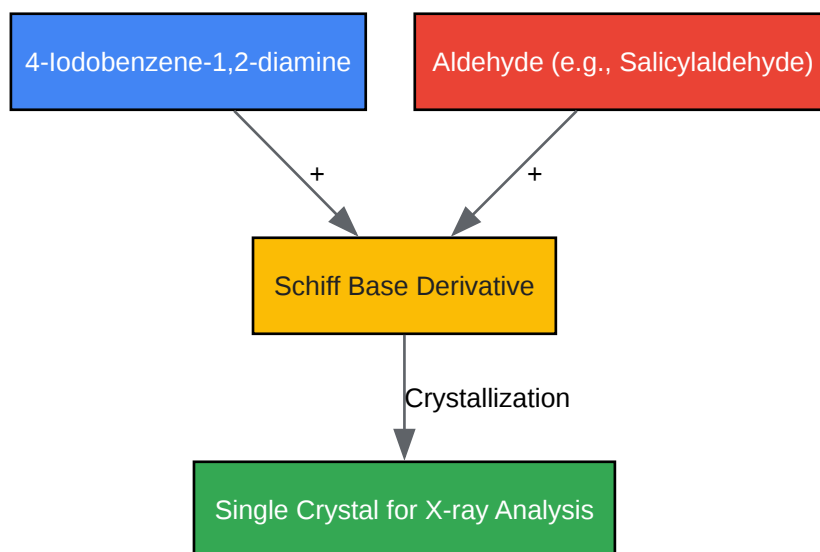 4-Iodobenzene-1,2-diamine
Aldehyde (e.g., Salicylaldehyde)
+
+
Schiff Base Derivative
Crystallization
Single Crystal for X-ray Analysis